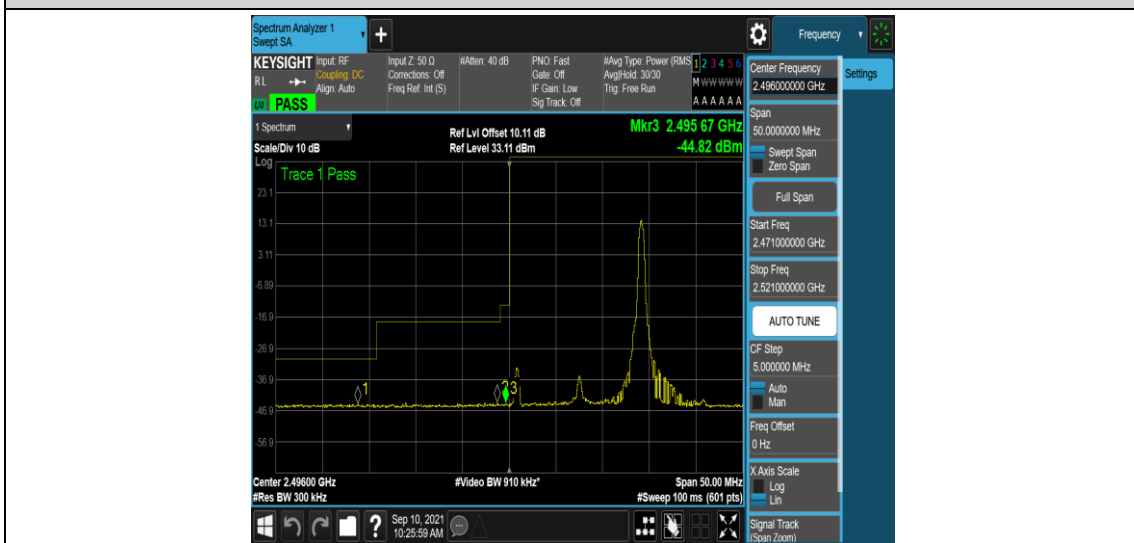 Spectrum Analyzer 1
Swept SA
+
Frequency
KEYSIGHT
RL
LXI PASS
Input: RF
Coupling: DC
Align: Auto
Input Z: 50 Ω
Corrections: Off
Freq Ref: Int (S)
#Atten: 40 dB
PNO: Fast
Gate: Off
IF Gain: Low
Sig Track: Off
#Avg Type: Power (RMS
Avg|Hold: 30/30
Trig: Free Run
1 2 3 4 5 6
M W W W W W
A A A A A A
1 Spectrum
Scale/Div 10 dB
Ref Lvl Offset 10.11 dB
Ref Level 33.11 dBm
Mkr3 2.495 67 GHz
-44.82 dBm
Log
Trace 1 Pass
23.1
13.1
3.11
-6.89
-16.9
-26.9
-36.9
-46.9
-56.9
1
2
3
Center 2.49600 GHz
#Res BW 300 kHz
#Video BW 910 kHz*
Span 50.00 MHz
#Sweep 100 ms (601 pts)
?
Sep 10, 2021
10:25:59 AM
Center Frequency
2.496000000 GHz
Settings
Span
50.0000000 MHz
Swept Span
Zero Span
Full Span
Start Freq
2.471000000 GHz
Stop Freq
2.521000000 GHz
AUTO TUNE
CF Step
5.000000 MHz
Auto
Man
Freq Offset
0 Hz
X Axis Scale
Log
Lin
Signal Track
(Span Zoom)